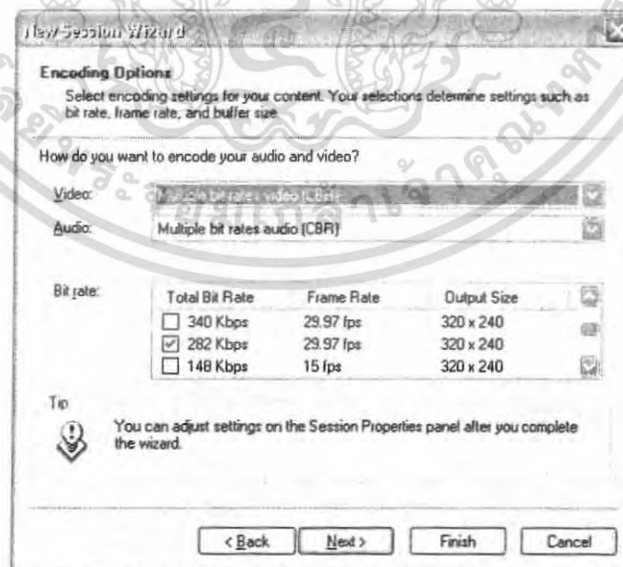 New Session Wizard
Encoding Options
Select encoding settings for your content. Your selections determine settings such as
bit rate, frame rate, and buffer size.
How do you want to encode your audio and video?
Video:
Multiple bit rates video (CBR)
Audio:
Multiple bit rates audio (CBR)
Bit rate:
Total Bit Rate Frame Rate Output Size
340 Kbps 29.97 fps 320 x 240
282 Kbps 29.97 fps 320 x 240
148 Kbps 15 fps 320 x 240
Tip
You can adjust settings on the Session Properties panel after you complete
the wizard.
< Back
Next >
Finish
Cancel